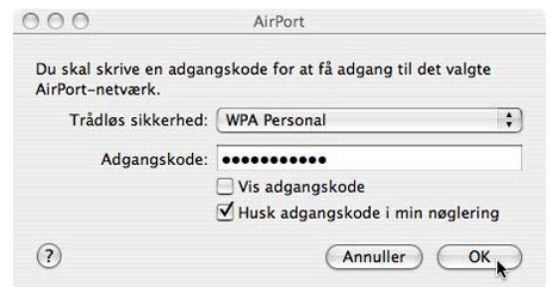 AirPort
Du skal skrive en adgangskode for at få adgang til det valgte
AirPort-netværk.
Trådløs sikkerhed: WPA Personal
Adgangskode: •••••••••••
Vis adgangskode
Husk adgangskode i min nøglering
? Annuller OK